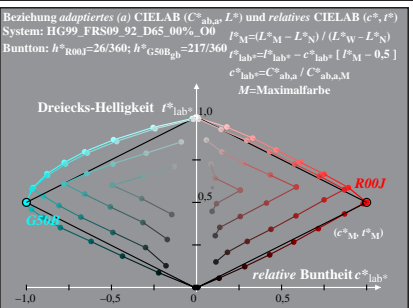 Beziehung adaptiertes (a) CIELAB (C*ab,a, L*) und relatives CIELAB (c*, t*)
System: HG99_FRS09_92_D65_00%_O0 l*M=(L*M – L*N) / (L*W - L*N)
Buntton: h*R00J=26/360; h*G50Bgb=217/360 t*lab*=l*lab* – c*lab* [ l*M – 0,5 ]
c*lab*=C*ab,a / C*ab,a,M
M=Maximalfarbe
Dreiecks-Helligkeit t*lab*
1,0
R00J
0,5
G50B
(c*M, t*M)
relative Buntheit c*lab*
–1,0 –0,5 0 0,5